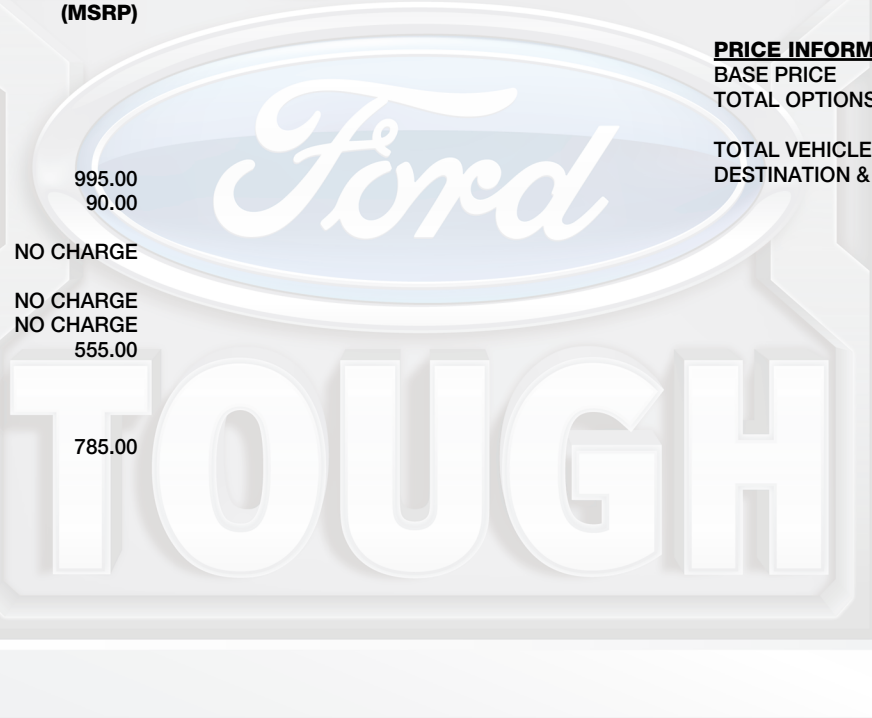 (MSRP)
995.00
90.00
NO CHARGE
NO CHARGE
NO CHARGE
555.00
785.00
PRICE INFORM
BASE PRICE
TOTAL OPTIONS
TOTAL VEHICLE
DESTINATION &
Ford
TOUGH